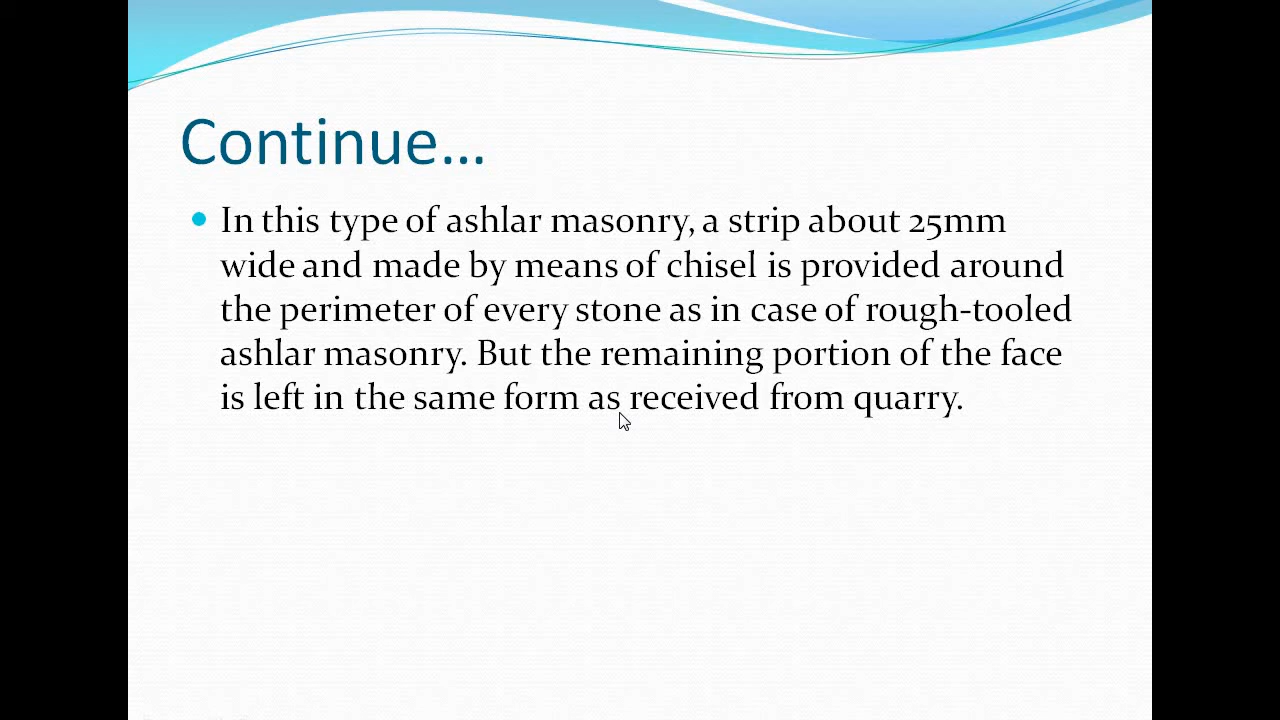 Continue...
In this type of ashlar masonry, a strip about 25mm
wide and made by means of chisel is provided around
the perimeter of every stone as in case of rough-tooled
ashlar masonry. But the remaining portion of the face
is left in the same form as received from quarry.